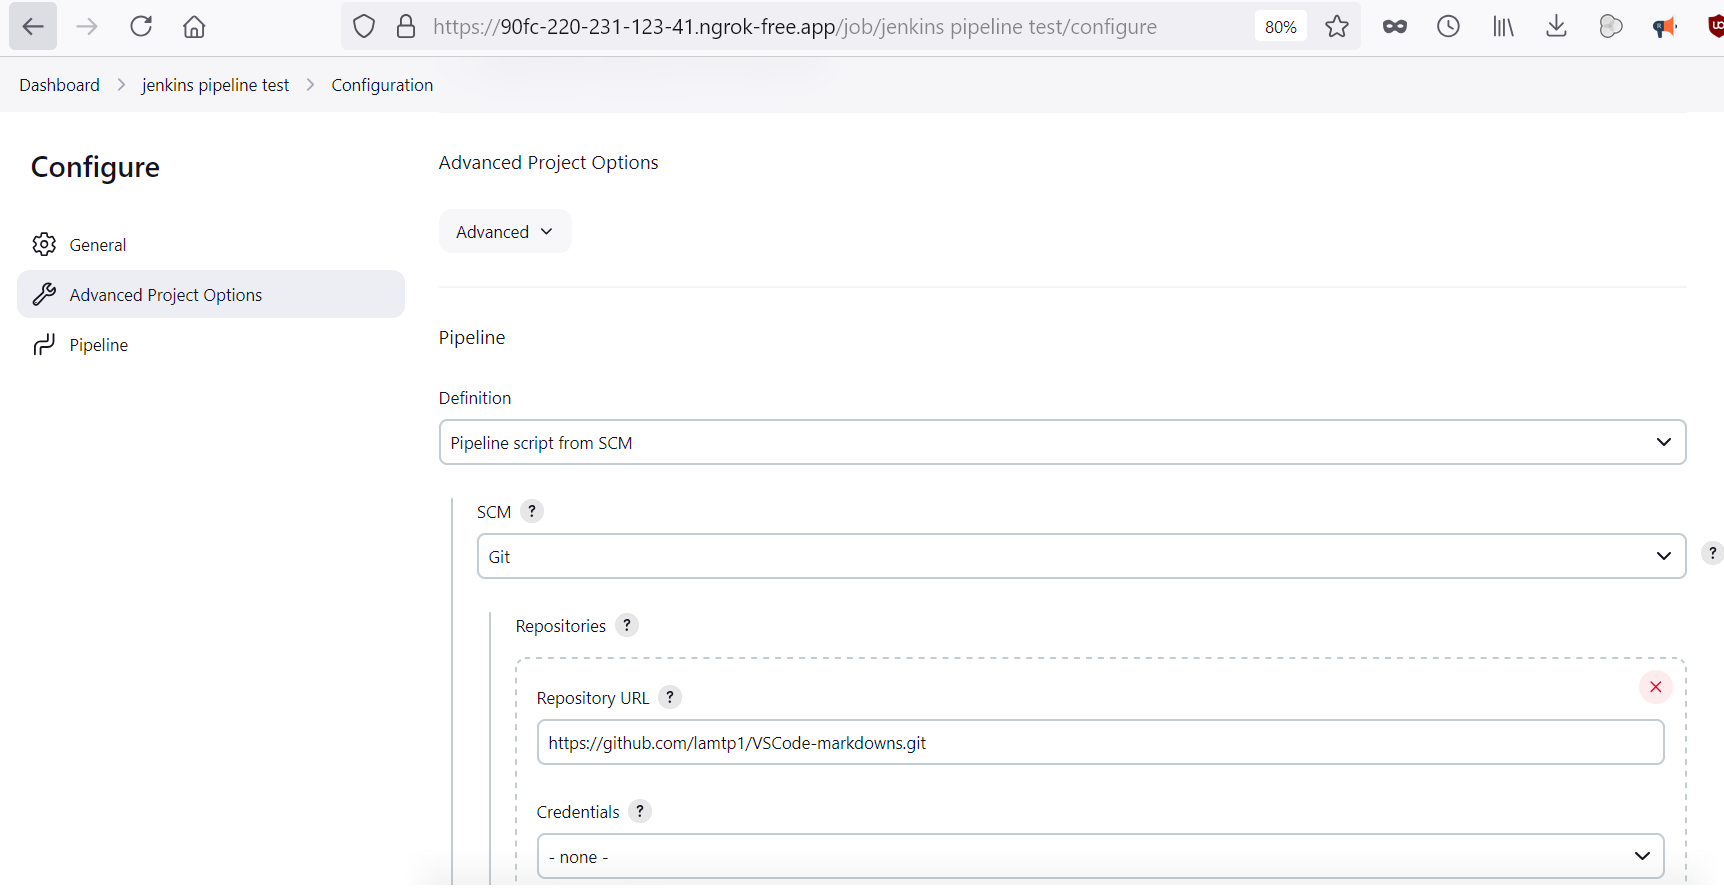 https://90fc-220-231-123-41.ngrok-free.app/job/jenkins pipeline test/configure
80%
Dashboard > jenkins pipeline test > Configuration
Configure
General
Advanced Project Options
Pipeline
Advanced Project Options
Advanced
Pipeline
Definition
Pipeline script from SCM
SCM ?
Git
?
Repositories ?
Repository URL ?
https://github.com/lamtp1/VSCode-markdowns.git
Credentials ?
- none -